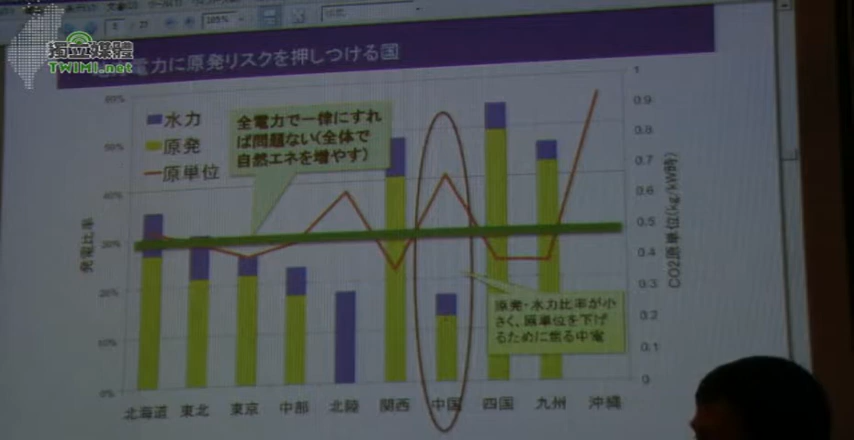 獨立媒體
TWIMI.net
電力に原発リスクを押しつける国
水力
原発
原単位
全電力で一律にすれ
ば問題ない(全体で
自然エネを増やす)
発電比率
60%
50%
40%
30%
20%
10%
0%
1
0.9
0.8
0.7
0.6
0.5
0.4
0.3
0.2
0.1
0
CO2原単位(kg/kW時)
原発・水力比率が小
さく、原単位を下げ
るために焦る中電
北海道 東北 東京 中部 北陸 関西 中国 四国 九州 沖縄